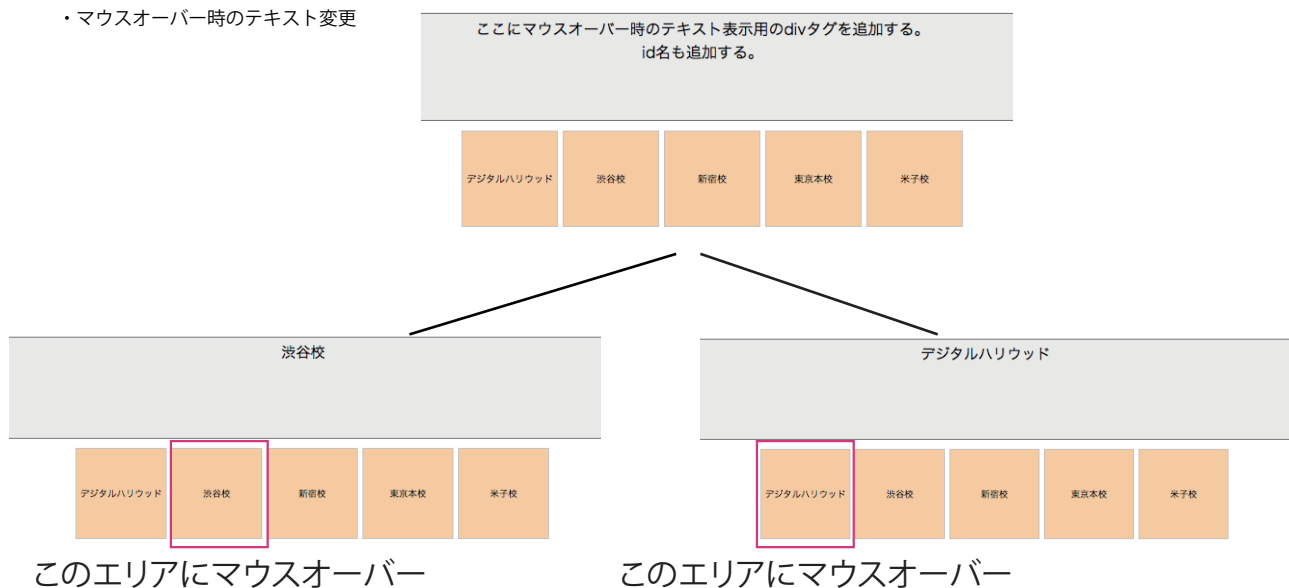 ・マウスオーバー時のテキスト変更
ここにマウスオーバー時のテキスト表示用のdivタグを追加する。
id名も追加する。
デジタルハリウッド
渋谷校
新宿校
東京本校
米子校
渋谷校
デジタルハリウッド
渋谷校
新宿校
東京本校
米子校
このエリアにマウスオーバー
デジタルハリウッド
デジタルハリウッド
渋谷校
新宿校
東京本校
米子校
このエリアにマウスオーバー